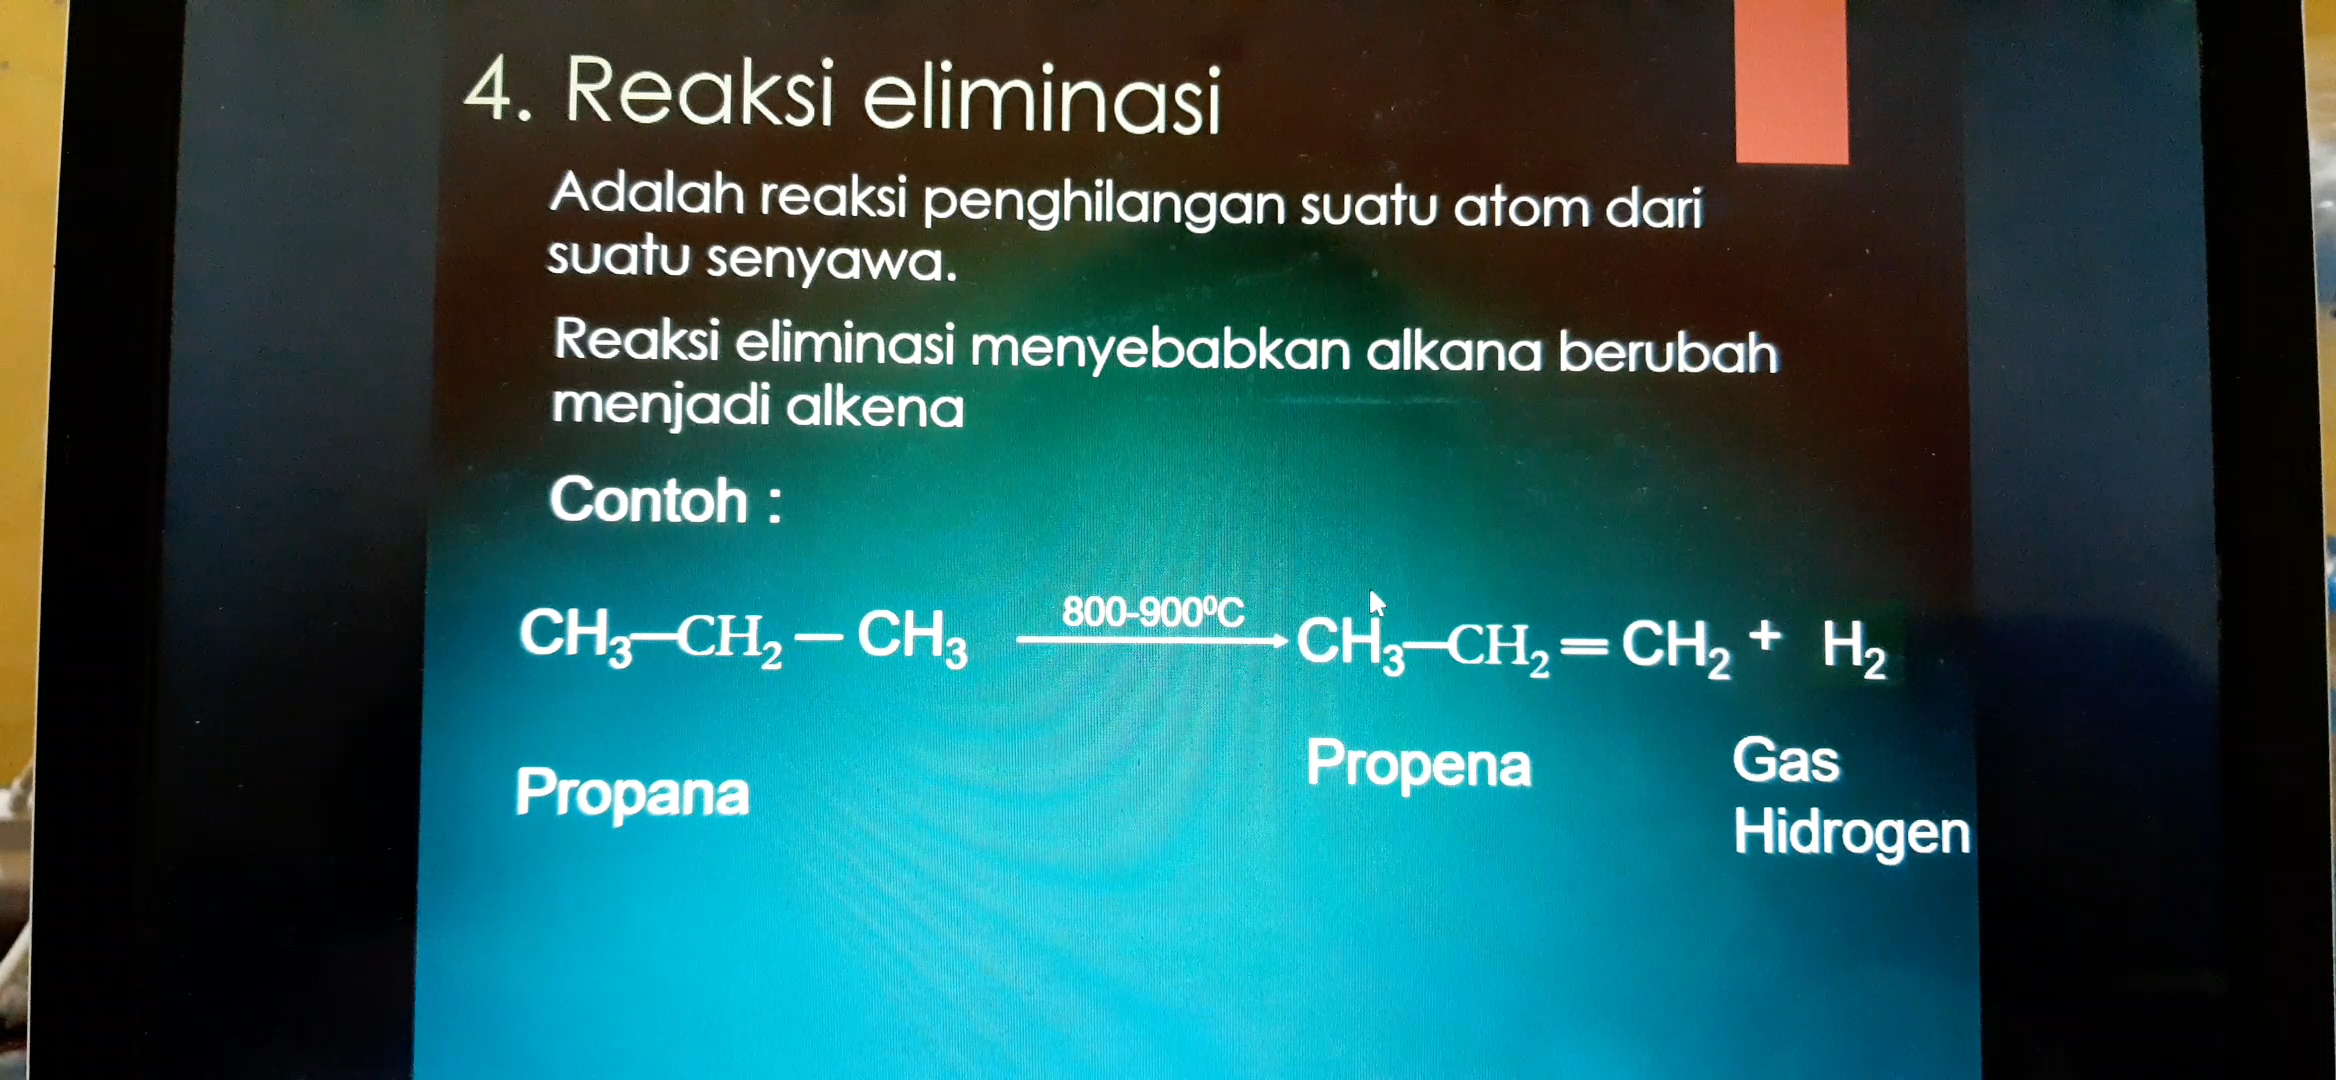 4. Reaksi eliminasi
Adalah reaksi penghilangan suatu atom dari
suatu senyawa.
Reaksi eliminasi menyebabkan alkana berubah
menjadi alkena
Contoh :
CH₃—CH₂ — CH₃ 800-900⁰C CH₃—CH₂ = CH₂ + H₂
Propana Propena Gas
Hidrogen